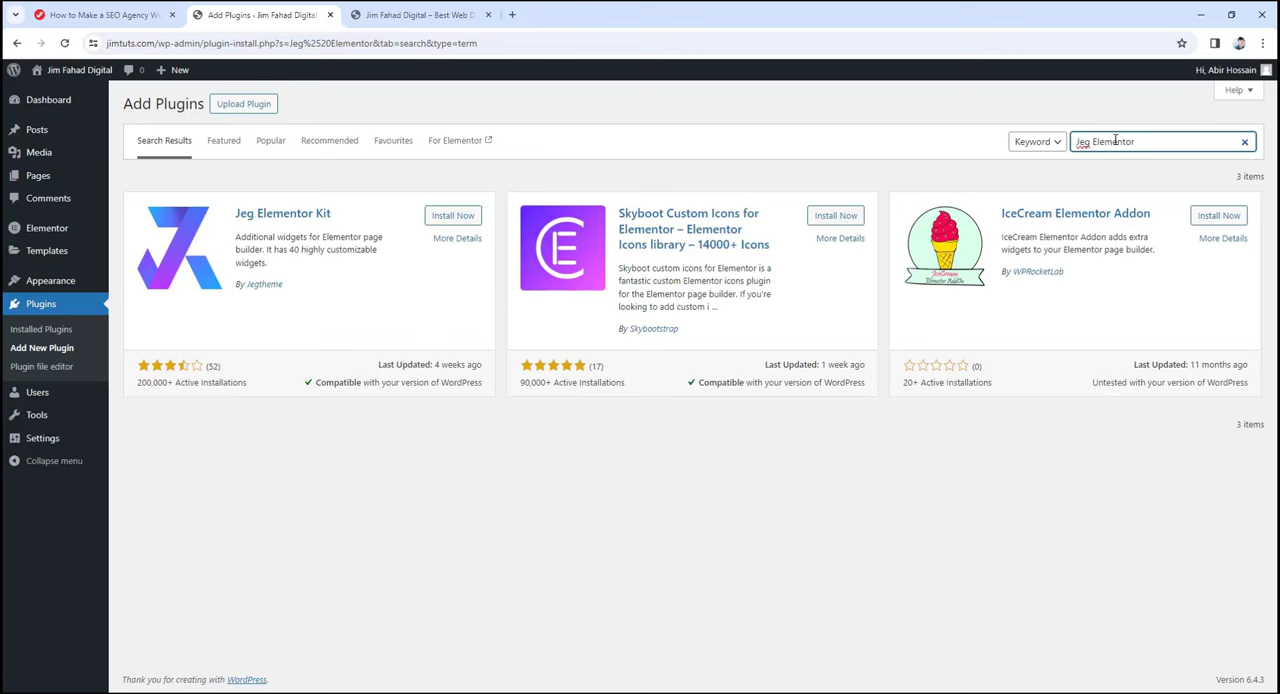 How to Make a SEO Agency We
Add Plugins ‹ Jim Fahad Digital
Jim Fahad Digital – Best Web D
jimtuts.com/wp-admin/plugin-install.php?s=Jeg%2520Elementor&tab=search&type=term
Jim Fahad Digital
0
New
Hi, Abir Hossain
Dashboard
Posts
Media
Pages
Comments
Elementor
Templates
Appearance
Plugins
Installed Plugins
Add New Plugin
Plugin file editor
Users
Tools
Settings
Collapse menu
Add Plugins
Upload Plugin
Help
Search Results
Featured
Popular
Recommended
Favourites
For Elementor
Keyword
Jeg Elementor
3 items
Jeg Elementor Kit
Install Now
More Details
Additional widgets for Elementor page
builder. It has 40 highly customizable
widgets.
By Jegtheme
(52)
Last Updated: 4 weeks ago
200,000+ Active Installations
Compatible with your version of WordPress
Skyboot Custom Icons for
Elementor – Elementor
Icons library – 14000+ Icons
Install Now
More Details
Skyboot custom icons for Elementor is a
fantastic custom Elementor icons plugin
for the Elementor page builder. If you're
looking to add custom i ...
By Skybootstrap
(17)
Last Updated: 1 week ago
90,000+ Active Installations
Compatible with your version of WordPress
IceCream Elementor Addon
Install Now
More Details
IceCream Elementor Addon adds extra
widgets to your Elementor page builder.
By WPRocketLab
IceCream
Elementor AddOn
(0)
Last Updated: 11 months ago
20+ Active Installations
Untested with your version of WordPress
3 items
Thank you for creating with WordPress.
Version 6.4.3